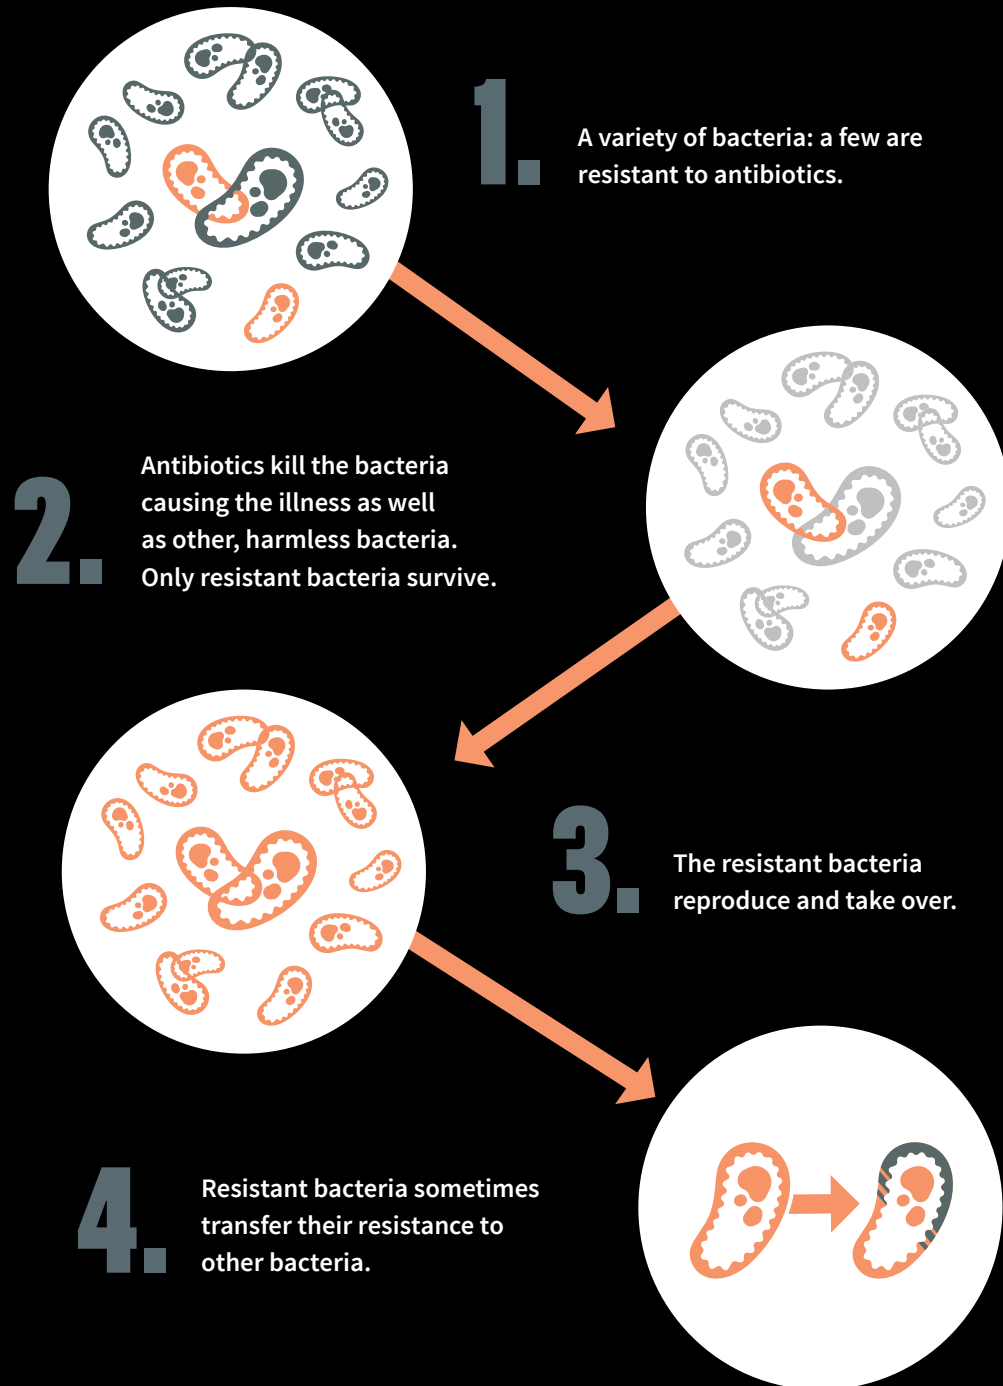 1.
A variety of bacteria: a few are
resistant to antibiotics.
2.
Antibiotics kill the bacteria
causing the illness as well
as other, harmless bacteria.
Only resistant bacteria survive.
3.
The resistant bacteria
reproduce and take over.
4.
Resistant bacteria sometimes
transfer their resistance to
other bacteria.